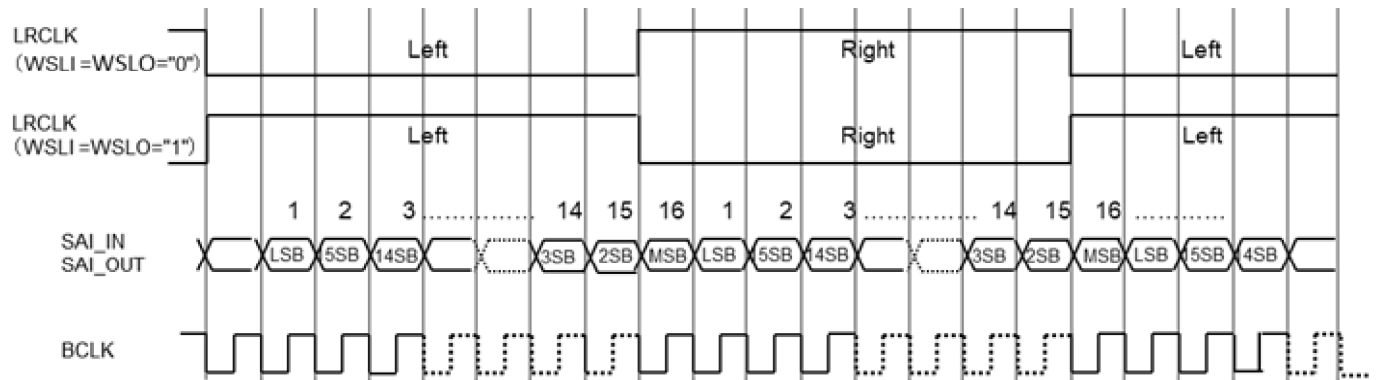 LRCLK
(WSLI =WSLO="0")
Left Right Left
LRCLK
(WSLI =WSLO="1")
Left Right Left
1 2 3 .............. 14 15 16 1 2 3 .............. 14 15 16 ............
SAI_IN
SAI_OUT
LSB 5SB 14SB 3SB 2SB MSB LSB 5SB 14SB 3SB 2SB MSB LSB 15SB 4SB
BCLK